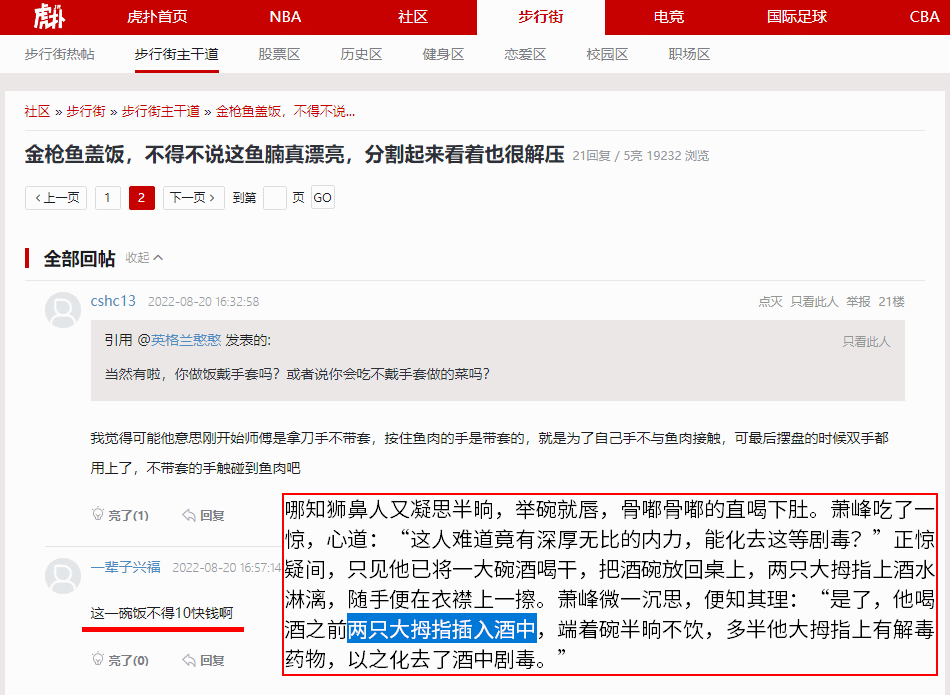 虎扑 虎扑首页 NBA 社区 步行街 电竞 国际足球 CBA
步行街热帖 步行街主干道 股票区 历史区 健身区 恋爱区 校园区 职场区
社区 » 步行街 » 步行街主干道 » 金枪鱼盖饭，不得不说...
金枪鱼盖饭，不得不说这鱼腩真漂亮，分割起来看着也很解压 21回复 / 5亮 19232 浏览
上一页 1 2 下一页 到第 页 GO
全部回帖 收起
cshc13 2022-08-20 16:32:58 点灭 只看此人 举报 21楼
引用 @英格兰憨憨 发表的: 只看此人
当然有啦，你做饭戴手套吗？或者说你会吃不戴手套做的菜吗？
我觉得可能他意思刚开始师傅是拿刀手不带套，按住鱼肉的手是带套的，就是为了自己手不与鱼肉接触，可最后摆盘的时候双手都
用上了，不带套的手触碰到鱼肉吧
亮了(1) 回复
一辈子兴福 2022-08-20 16:57:14
这一碗饭不得10快钱啊
亮了(0) 回复
哪知狮鼻人又凝思半晌，举碗就唇，骨嘟骨嘟的直喝下肚。萧峰吃了一
惊，心道：“这人难道竟有深厚无比的内力，能化去这等剧毒？”正惊
疑间，只见他已将一大碗酒喝干，把酒碗放回桌上，两只大拇指上酒水
淋漓，随手便在衣襟上一擦。萧峰微一沉思，便知其理：“是了，他喝
酒之前两只大拇指插入酒中，端着碗半晌不饮，多半他大拇指上有解毒
药物，以之化去了酒中剧毒。”